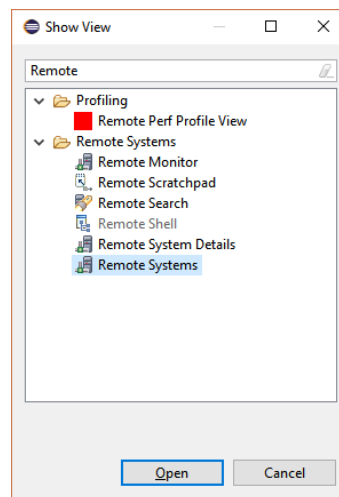 Show View
Remote
Profiling
Remote Perf Profile View
Remote Systems
Remote Monitor
Remote Scratchpad
Remote Search
Remote Shell
Remote System Details
Remote Systems
Open
Cancel